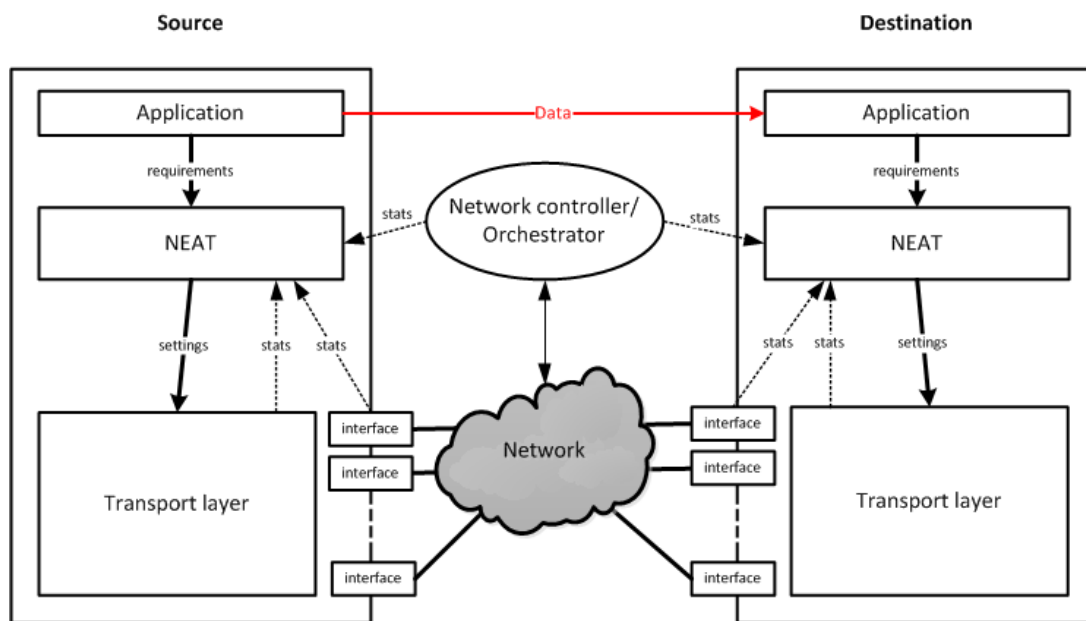 Source
Destination
Application
Data
Application
requirements
requirements
Network controller/
Orchestrator
stats
stats
NEAT
NEAT
settings
stats
stats
stats
stats
settings
interface
interface
Network
interface
interface
Transport layer
Transport layer
interface
interface